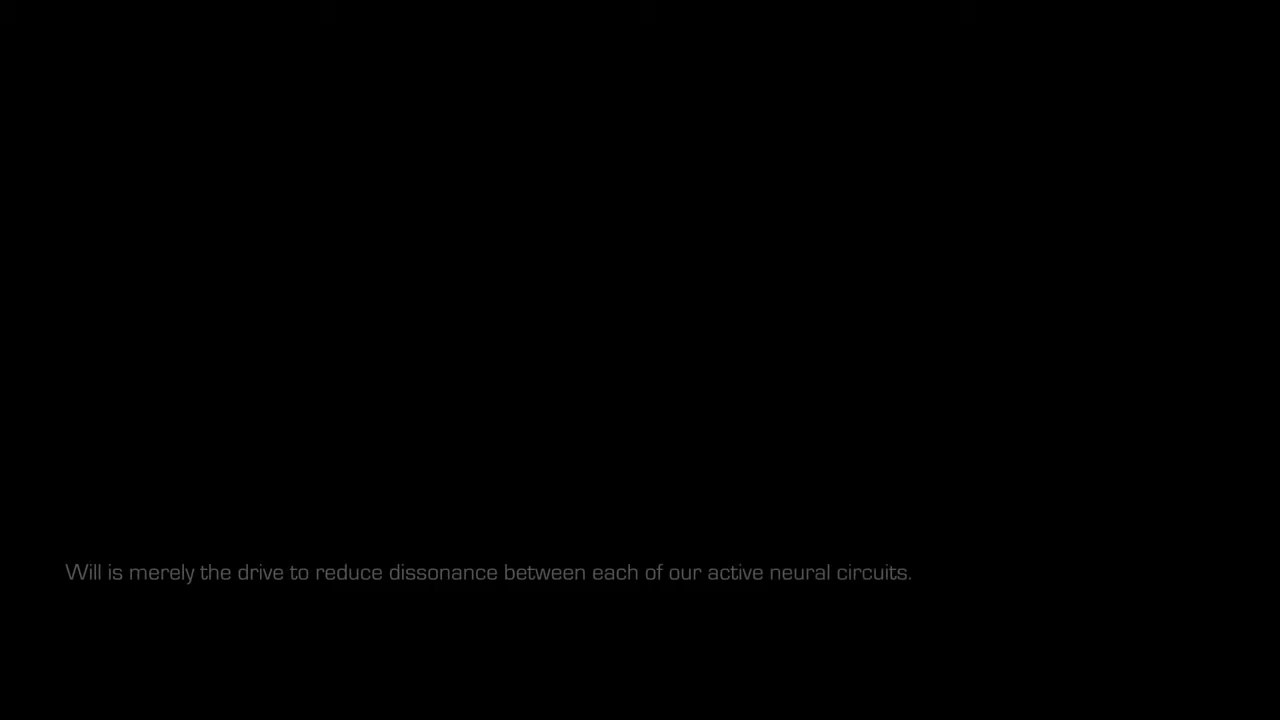 Will is merely the drive to reduce dissonance between each of our active neural circuits.